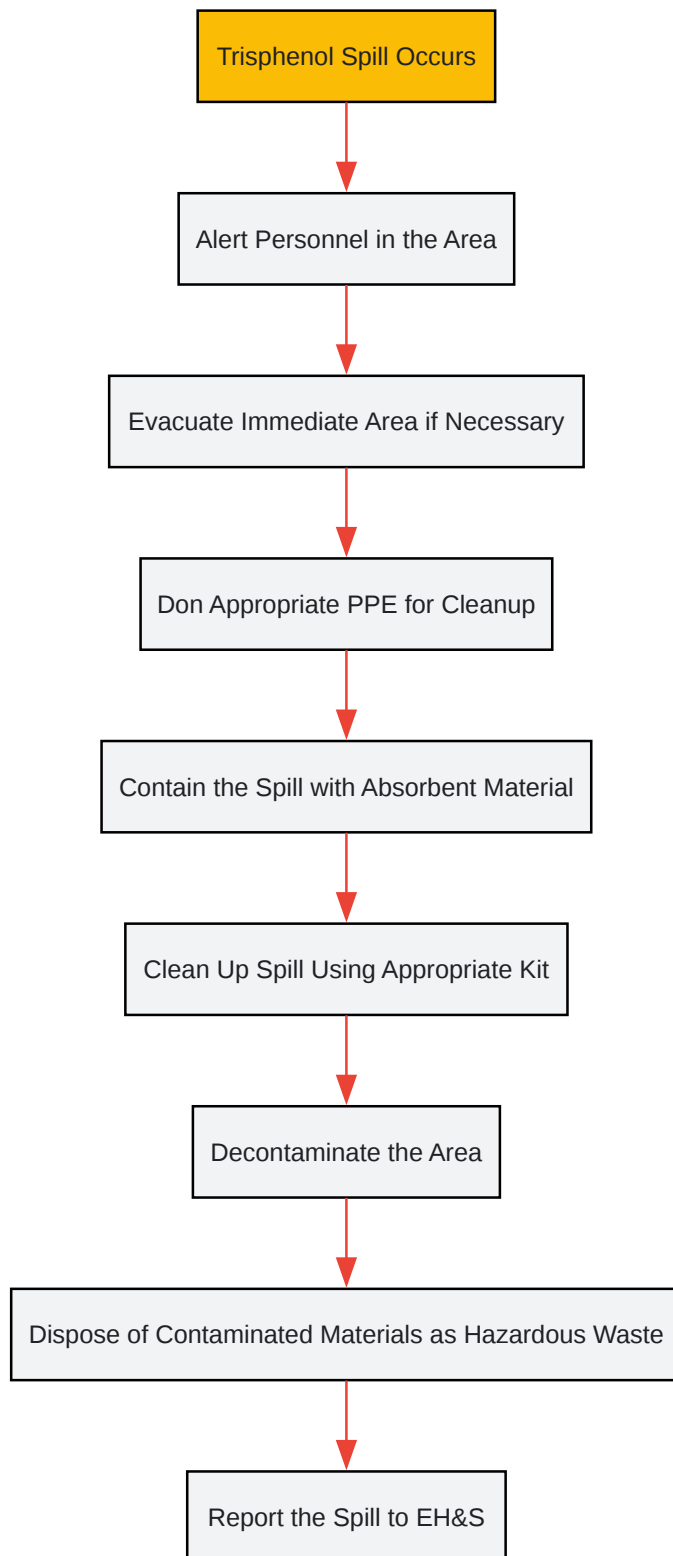 Trisphenol Spill Occurs
Alert Personnel in the Area
Evacuate Immediate Area if Necessary
Don Appropriate PPE for Cleanup
Contain the Spill with Absorbent Material
Clean Up Spill Using Appropriate Kit
Decontaminate the Area
Dispose of Contaminated Materials as Hazardous Waste
Report the Spill to EH&S